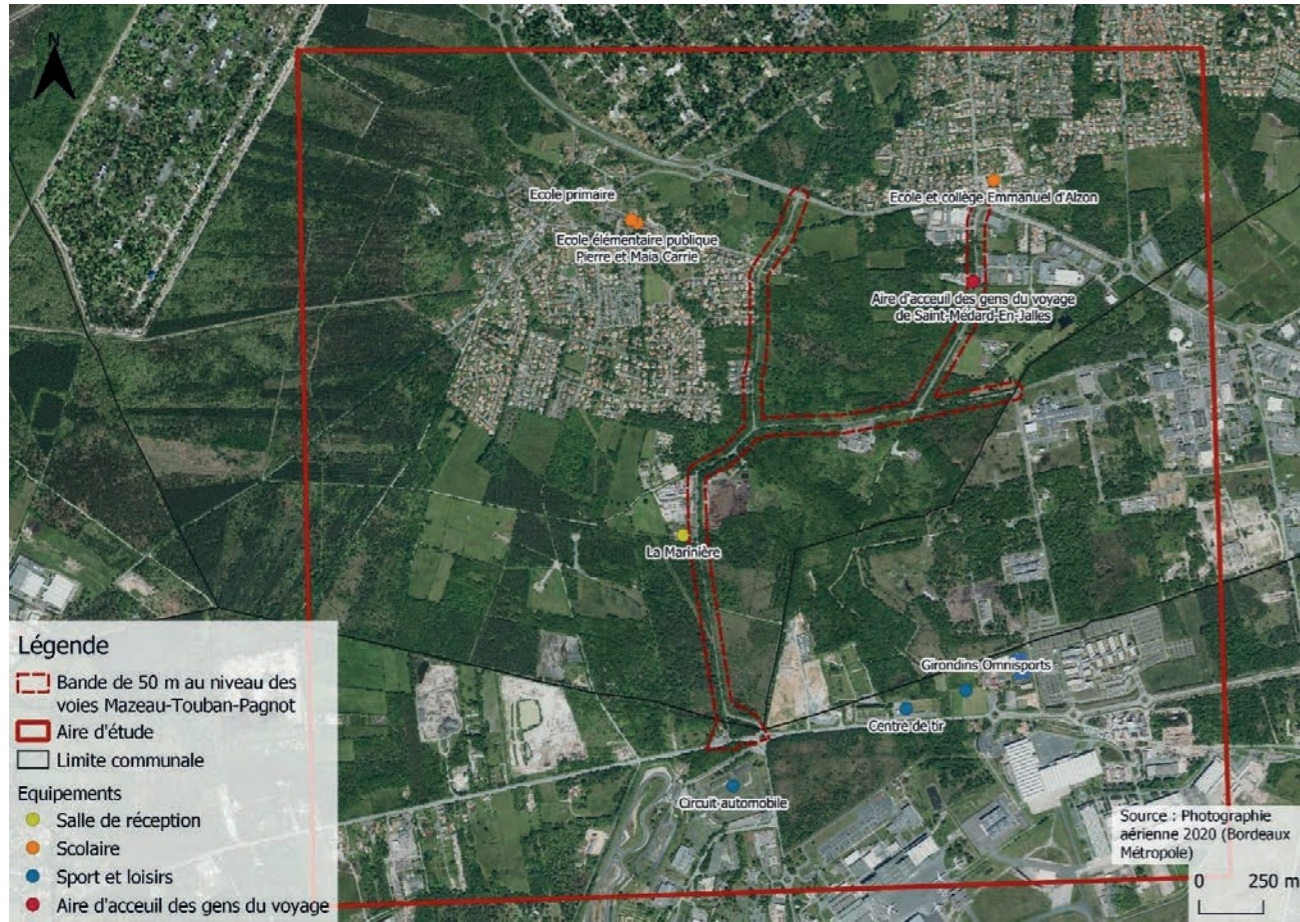 N
Ecole primaire
Ecole et collège Emmanuel d'Alzon
Ecole élémentaire publique
Pierre et Maia Carrie
Aire d'acceuil des gens du voyage
de Saint-Médard-En-Jalles
La Marinière
Girondins Omnisports
Centre de tir
Circuit automobile
Légende
Bande de 50 m au niveau des
voies Mazeau-Touban-Pagnot
Aire d'étude
Limite communale
Equipements
Salle de réception
Scolaire
Sport et loisirs
Aire d'acceuil des gens du voyage
Source : Photographie
aérienne 2020 (Bordeaux
Métropole)
0 250 m